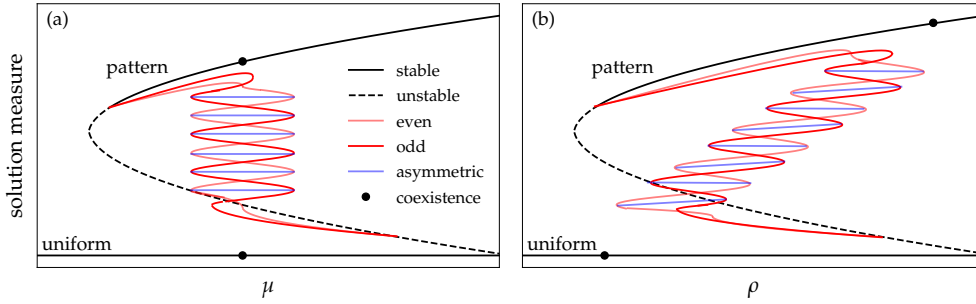 (a)
pattern
stable
unstable
even
odd
asymmetric
coexistence
uniform
solution measure
μ
(b)
pattern
uniform
ρ